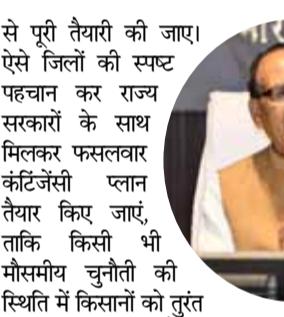 से पूरी तैयारी की जाए।
ऐसे जिलों की स्पष्ट
पहचान कर राज्य
सरकारों के साथ
मिलकर फसलवार
कंटिंजेंसी प्लान
तैयार किए जाएं,
ताकि किसी भी
मौसमीय चुनौती की
स्थिति में किसानों को तुरंत